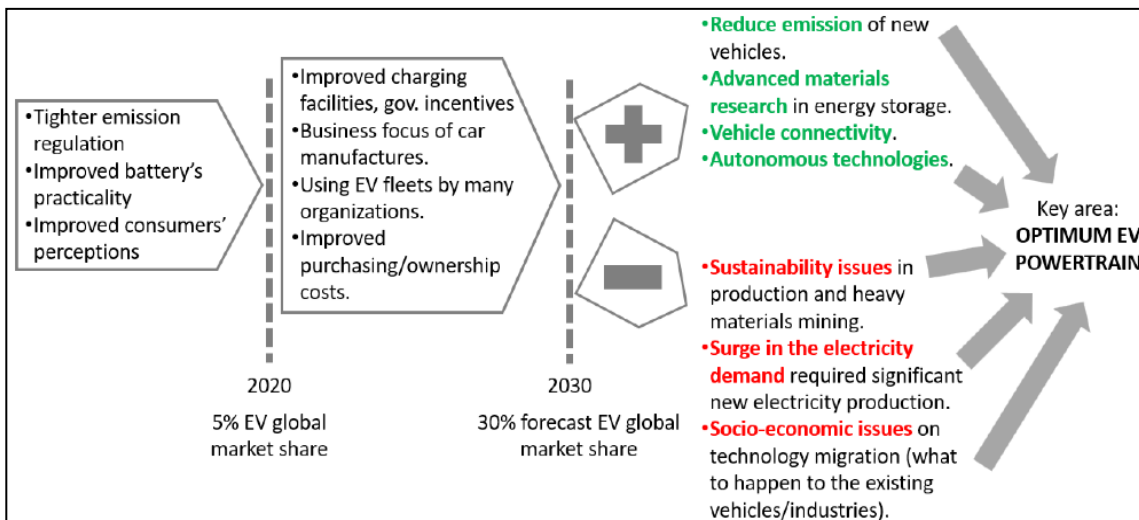 •Tighter emission
regulation
•Improved battery's
practicality
•Improved consumers'
perceptions
•Improved charging
facilities, gov. incentives
•Business focus of car
manufactures.
•Using EV fleets by many
organizations.
•Improved
purchasing/ownership
costs.
2020
5% EV global
market share
2030
30% forecast EV global
market share
•Reduce emission of new
vehicles.
•Advanced materials
research in energy storage.
•Vehicle connectivity.
•Autonomous technologies.
•Sustainability issues in
production and heavy
materials mining.
•Surge in the electricity
demand required significant
new electricity production.
•Socio-economic issues on
technology migration (what
to happen to the existing
vehicles/industries).
Key area:
OPTIMUM EV
POWERTRAIN